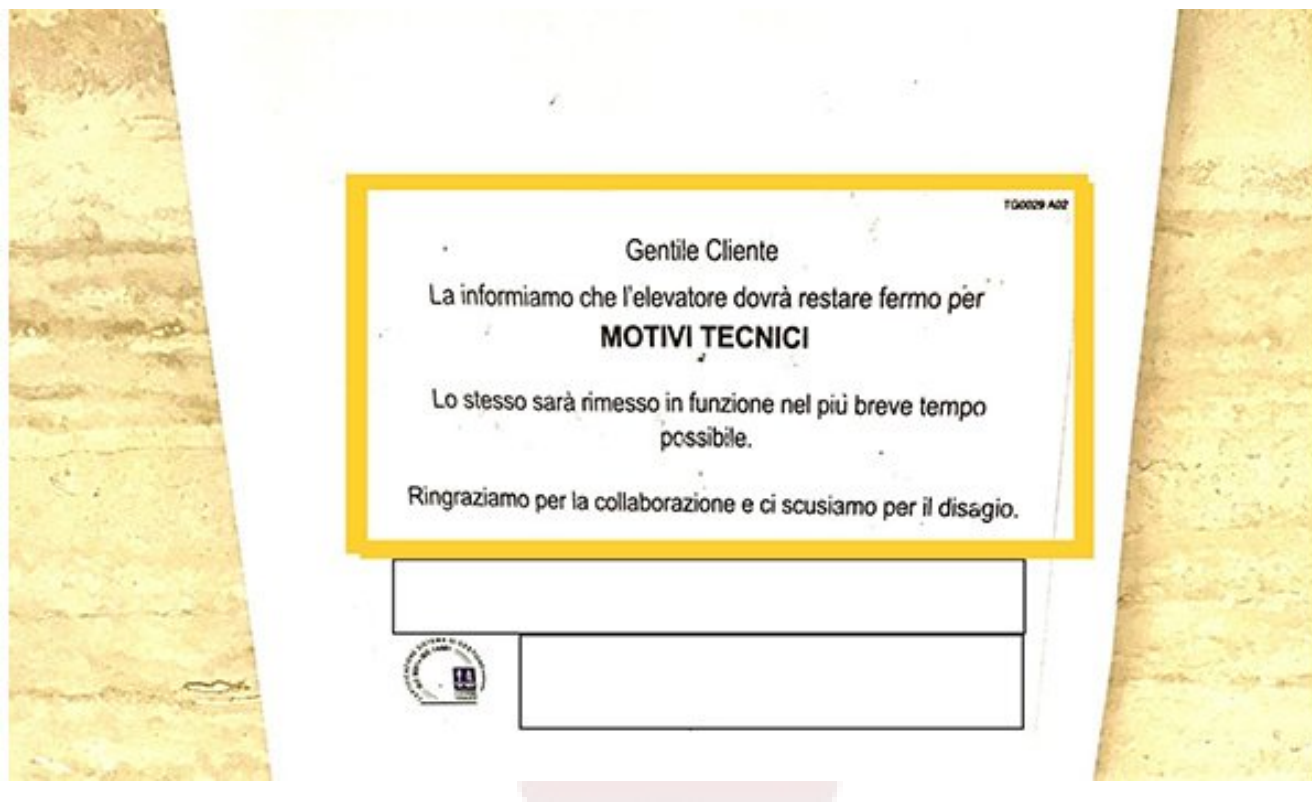 TG0029 A02
Gentile Cliente
La informiamo che l'elevatore dovrà restare fermo per
MOTIVI TECNICI
Lo stesso sarà rimesso in funzione nel più breve tempo
possibile.
Ringraziamo per la collaborazione e ci scusiamo per il disagio.